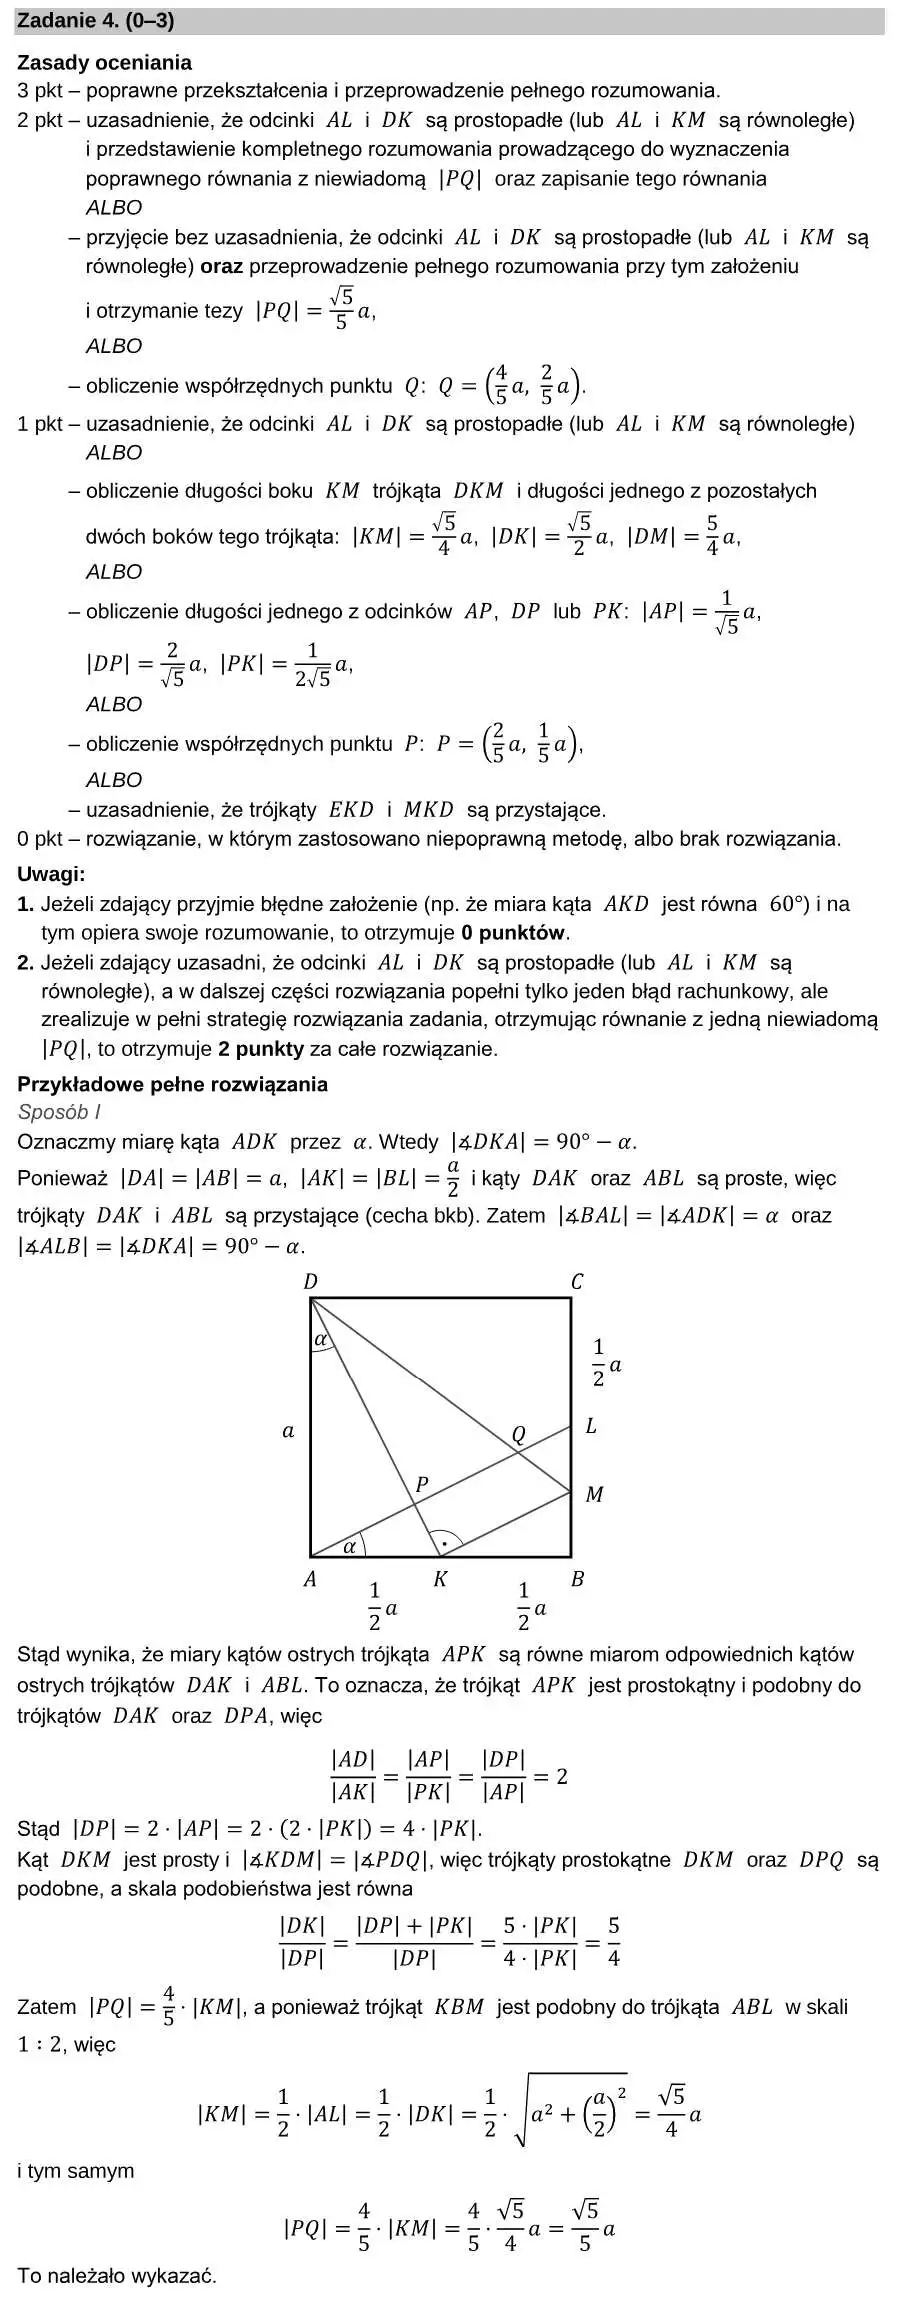 Zadanie 4. (0–3)
Zasady oceniania
3 pkt – poprawne przekształcenia i przeprowadzenie pełnego rozumowania.
2 pkt – uzasadnienie, że odcinki AL i DK są prostopadłe (lub AL i KM są równoległe)
i przedstawienie kompletnego rozumowania prowadzącego do wyznaczenia
poprawnego równania z niewiadomą |PQ| oraz zapisanie tego równania
ALBO
– przyjęcie bez uzasadnienia, że odcinki AL i DK są prostopadłe (lub AL i KM są
równoległe) oraz przeprowadzenie pełnego rozumowania przy tym założeniu
i otrzymanie tezy |PQ| = √5/5 a,
ALBO
– obliczenie współrzędnych punktu Q: Q = (4/5 a, 2/5 a).
1 pkt – uzasadnienie, że odcinki AL i DK są prostopadłe (lub AL i KM są równoległe)
ALBO
– obliczenie długości boku KM trójkąta DKM i długości jednego z pozostałych
dwóch boków tego trójkąta: |KM| = √5/4 a, |DK| = √5/2 a, |DM| = 5/4 a,
ALBO
– obliczenie długości jednego z odcinków AP, DP lub PK: |AP| = 1/√5 a,
|DP| = 2/√5 a, |PK| = 1/(2√5) a,
ALBO
– obliczenie współrzędnych punktu P: P = (2/5 a, 1/5 a),
ALBO
– uzasadnienie, że trójkąty EKD i MKD są przystające.
0 pkt – rozwiązanie, w którym zastosowano niepoprawną metodę, albo brak rozwiązania.
Uwagi:
1. Jeżeli zdający przyjmie błędne założenie (np. że miara kąta AKD jest równa 60°) i na
tym opiera swoje rozumowanie, to otrzymuje 0 punktów.
2. Jeżeli zdający uzasadni, że odcinki AL i DK są prostopadłe (lub AL i KM są
równoległe), a w dalszej części rozwiązania popełni tylko jeden błąd rachunkowy, ale
zrealizuje w pełni strategię rozwiązania zadania, otrzymując równanie z jedną niewiadomą
|PQ|, to otrzymuje 2 punkty za całe rozwiązanie.
Przykładowe pełne rozwiązania
Sposób I
Oznaczmy miarę kąta ADK przez α. Wtedy |∡DKA| = 90° − α.
Ponieważ |DA| = |AB| = a, |AK| = |BL| = a/2 i kąty DAK oraz ABL są proste, więc
trójkąty DAK i ABL są przystające (cecha bkb). Zatem |∡BAL| = |∡ADK| = α oraz
|∡ALB| = |∡DKA| = 90° − α.
D C
α
1/2 a
a
L
Q
P
M
α
A K B
1/2 a 1/2 a
Stąd wynika, że miary kątów ostrych trójkąta APK są równe miarom odpowiednich kątów
ostrych trójkątów DAK i ABL. To oznacza, że trójkąt APK jest prostokątny i podobny do
trójkątów DAK oraz DPA, więc
|AD|/|AK| = |AP|/|PK| = |DP|/|AP| = 2
Stąd |DP| = 2 · |AP| = 2 · (2 · |PK|) = 4 · |PK|.
Kąt DKM jest prosty i |∡KDM| = |∡PDQ|, więc trójkąty prostokątne DKM oraz DPQ są
podobne, a skala podobieństwa jest równa
|DK|/|DP| = (|DP| + |PK|)/|DP| = (5 · |PK|)/(4 · |PK|) = 5/4
Zatem |PQ| = 4/5 · |KM|, a ponieważ trójkąt KBM jest podobny do trójkąta ABL w skali
1 : 2, więc
|KM| = 1/2 · |AL| = 1/2 · |DK| = 1/2 · √(a² + (a/2)²) = √5/4 a
i tym samym
|PQ| = 4/5 · |KM| = 4/5 · √5/4 a = √5/5 a
To należało wykazać.